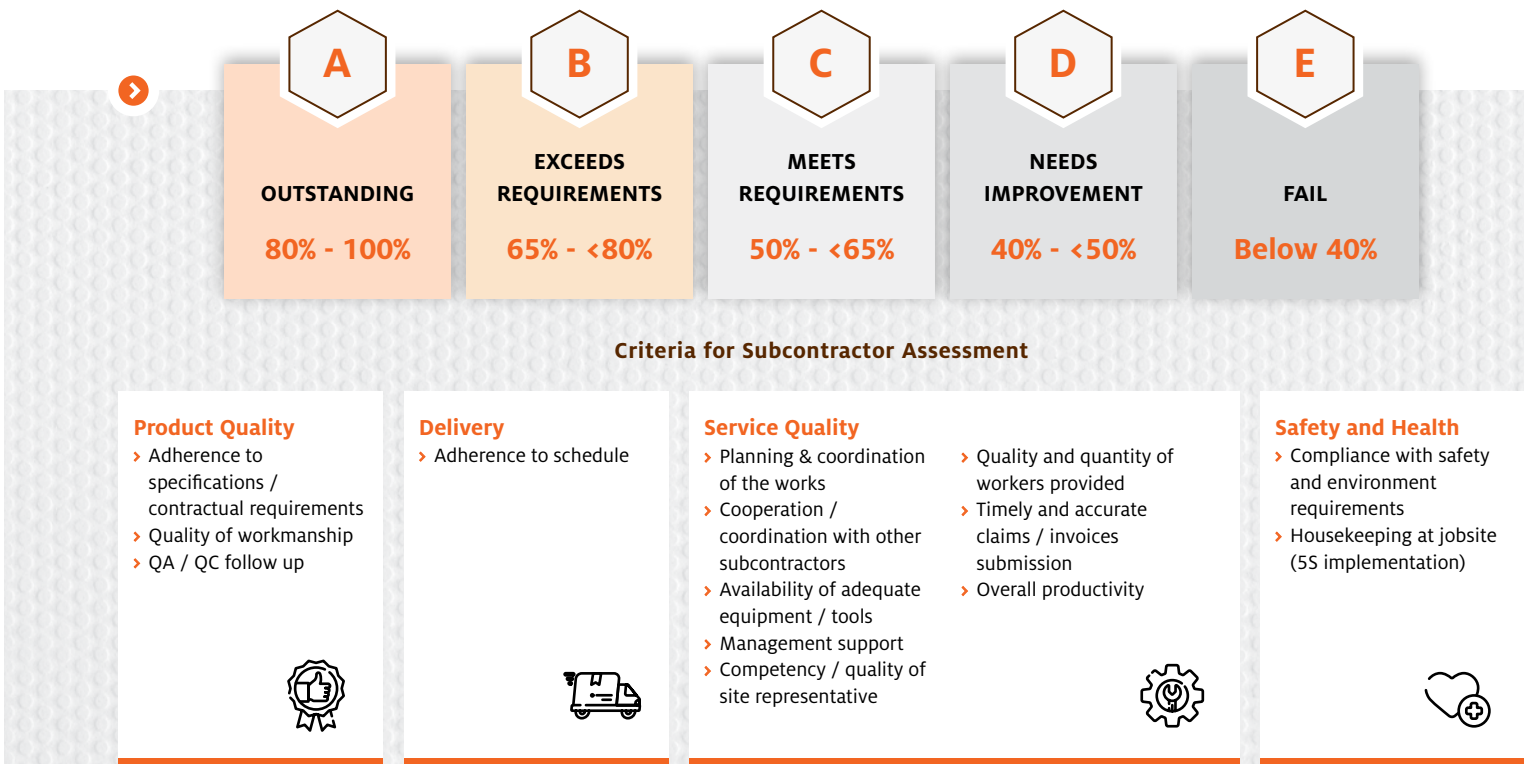 A
OUTSTANDING
80% - 100%
B
EXCEEDS
REQUIREMENTS
65% - <80%
C
MEETS
REQUIREMENTS
50% - <65%
D
NEEDS
IMPROVEMENT
40% - <50%
E
FAIL
Below 40%
Criteria for Subcontractor Assessment
Product Quality
Adherence to
specifications /
contractual requirements
Quality of workmanship
QA / QC follow up
Delivery
Adherence to schedule
Service Quality
Planning & coordination
of the works
Cooperation /
coordination with other
subcontractors
Availability of adequate
equipment / tools
Management support
Competency / quality of
site representative
Quality and quantity of
workers provided
Timely and accurate
claims / invoices
submission
Overall productivity
Safety and Health
Compliance with safety
and environment
requirements
Housekeeping at jobsite
(5S implementation)